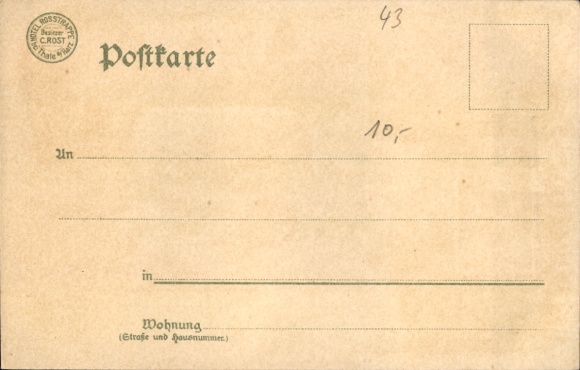 HOTEL ROSSTRAPPE
Besitzer
C. ROST
Thale a/Harz
43
Postkarte
10,-
An
in
Wohnung
(Straße und Hausnummer.)